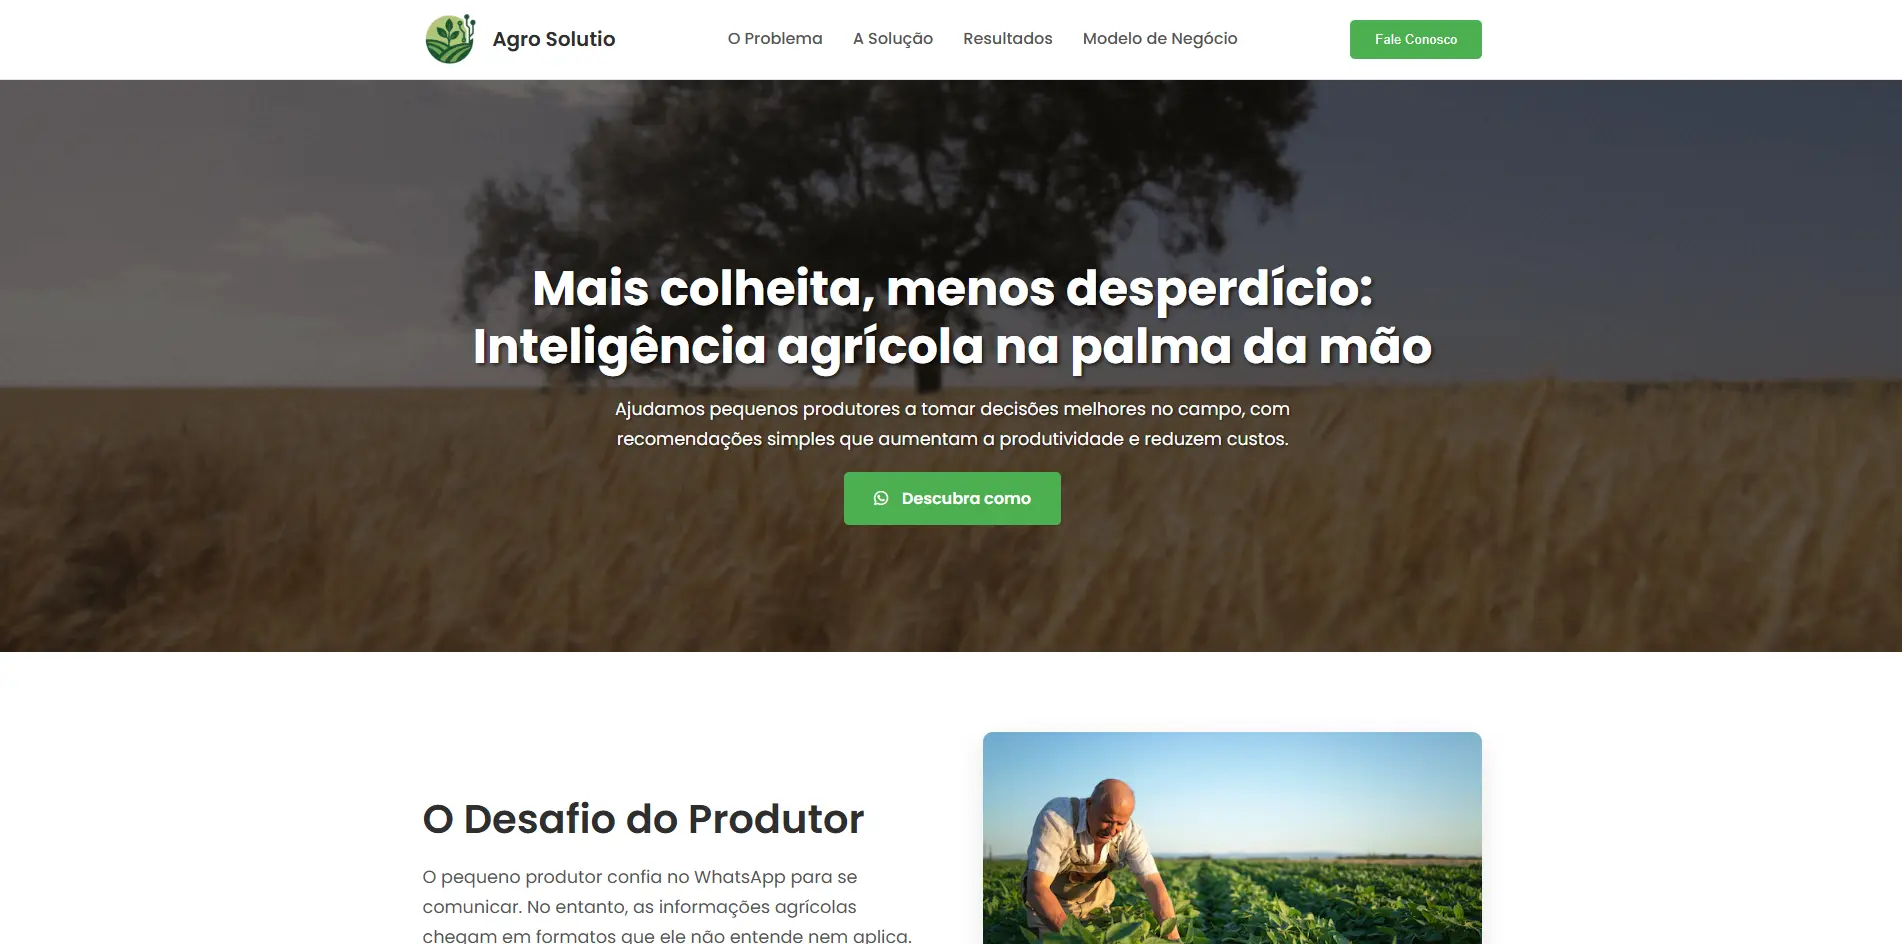 Agro Solutio
O Problema
A Solução
Resultados
Modelo de Negócio
Fale Conosco
Mais colheita, menos desperdício:
Inteligência agrícola na palma da mão
Ajudamos pequenos produtores a tomar decisões melhores no campo, com
recomendações simples que aumentam a produtividade e reduzem custos.
Descubra como
O Desafio do Produtor
O pequeno produtor confia no WhatsApp para se
comunicar. No entanto, as informações agrícolas
chegam em formatos que ele não entende nem aplica.